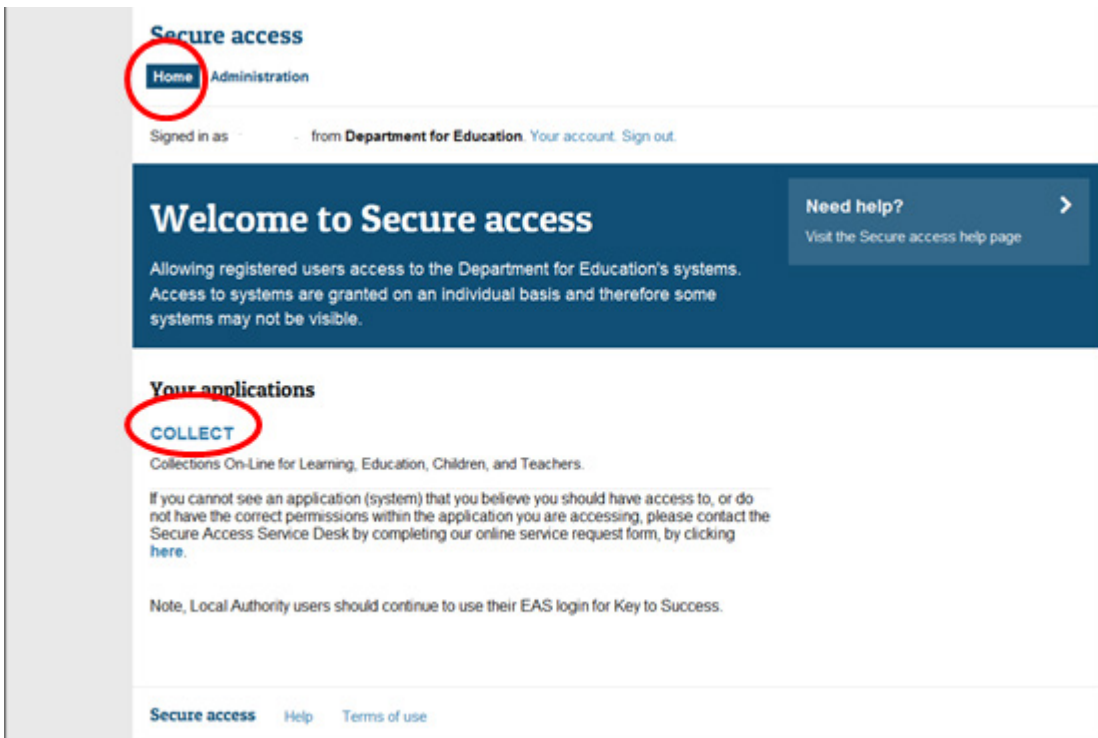 Secure access
Home Administration
Signed in as from Department for Education. Your account. Sign out.
Welcome to Secure access
Allowing registered users access to the Department for Education's systems.
Access to systems are granted on an individual basis and therefore some
systems may not be visible.
Need help?
Visit the Secure access help page
Your applications
COLLECT
Collections On-Line for Learning, Education, Children, and Teachers.
If you cannot see an application (system) that you believe you should have access to, or do
not have the correct permissions within the application you are accessing, please contact the
Secure Access Service Desk by completing our online service request form, by clicking
here.
Note, Local Authority users should continue to use their EAS login for Key to Success.
Secure access Help Terms of use